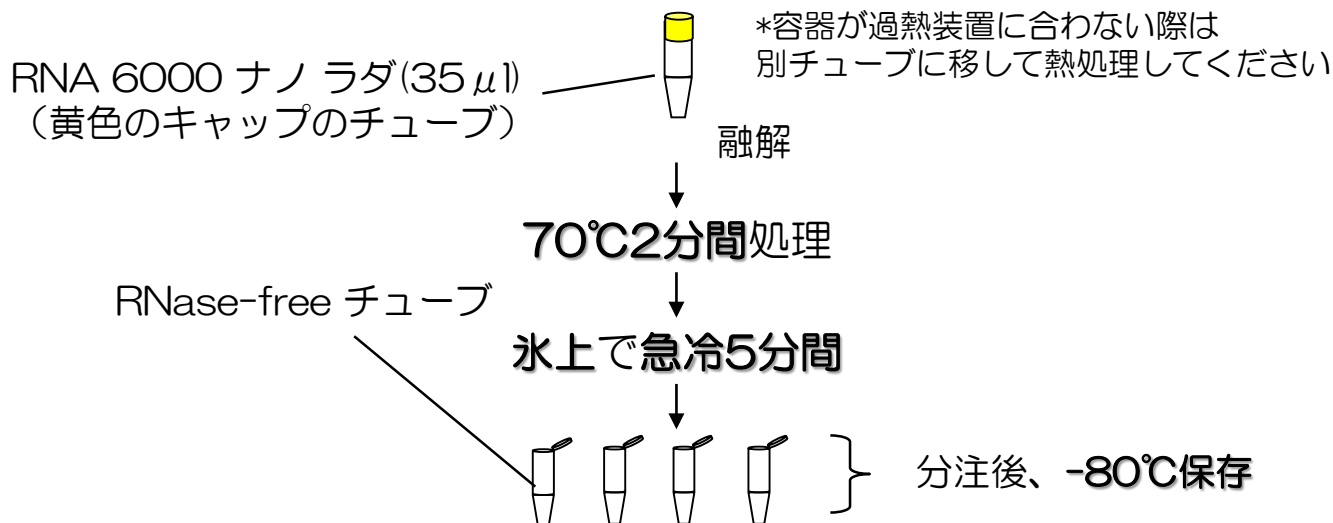 *容器が過熱装置に合わない際は
別チューブに移して熱処理してください
RNA 6000 ナノ ラダ(35μl)
（黄色のキャップのチューブ）
融解
70℃2分間処理
RNase-free チューブ
氷上で急冷5分間
分注後、-80℃保存